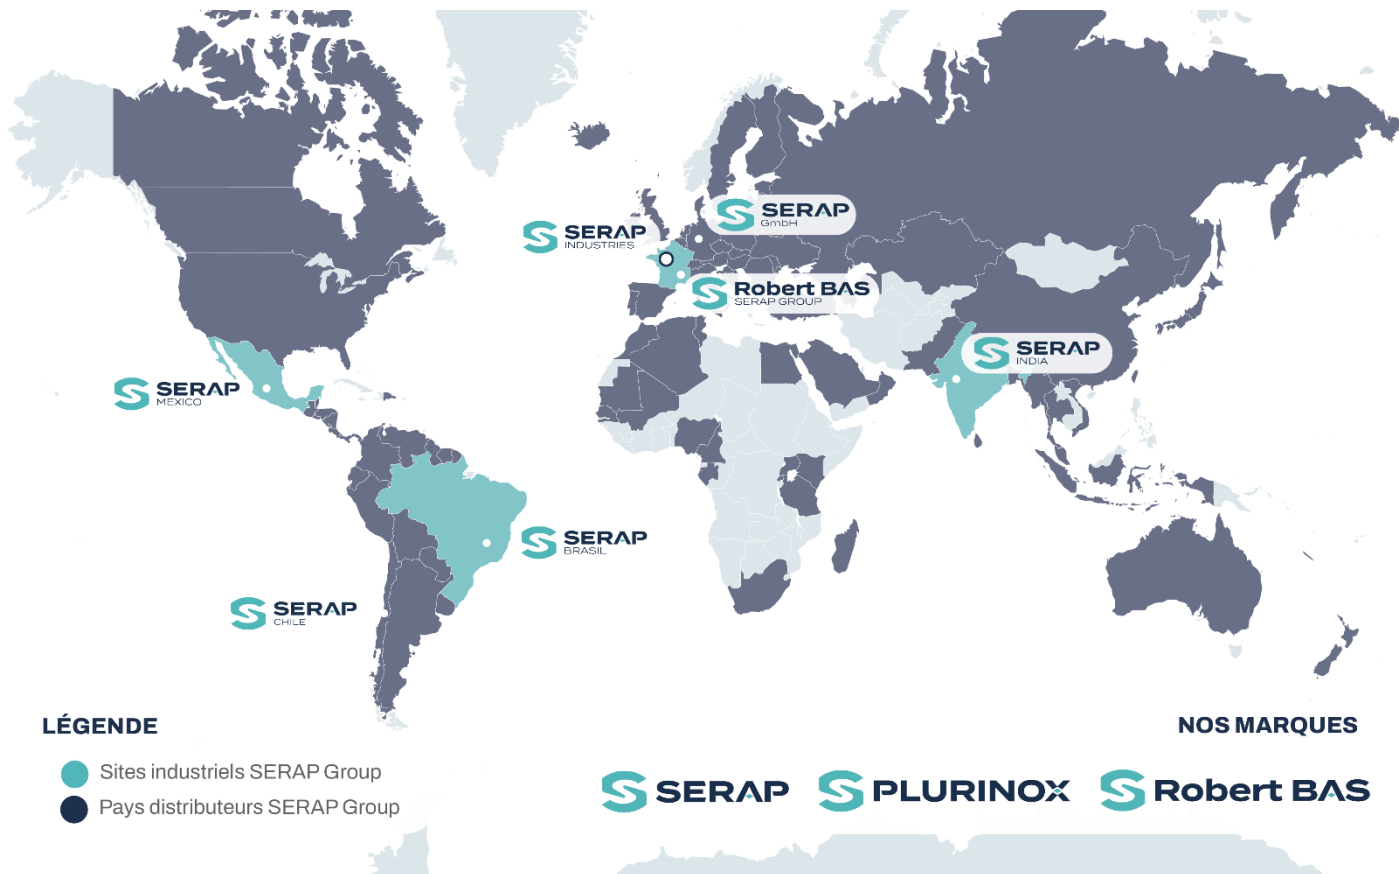 SERAP
GmbH
SERAP
INDUSTRIES
Robert BAS
SERAP GROUP
SERAP
INDIA
SERAP
MEXICO
SERAP
BRASIL
SERAP
CHILE
LÉGENDE
Sites industriels SERAP Group
Pays distributeurs SERAP Group
NOS MARQUES
SERAP
PLURINOX
Robert BAS